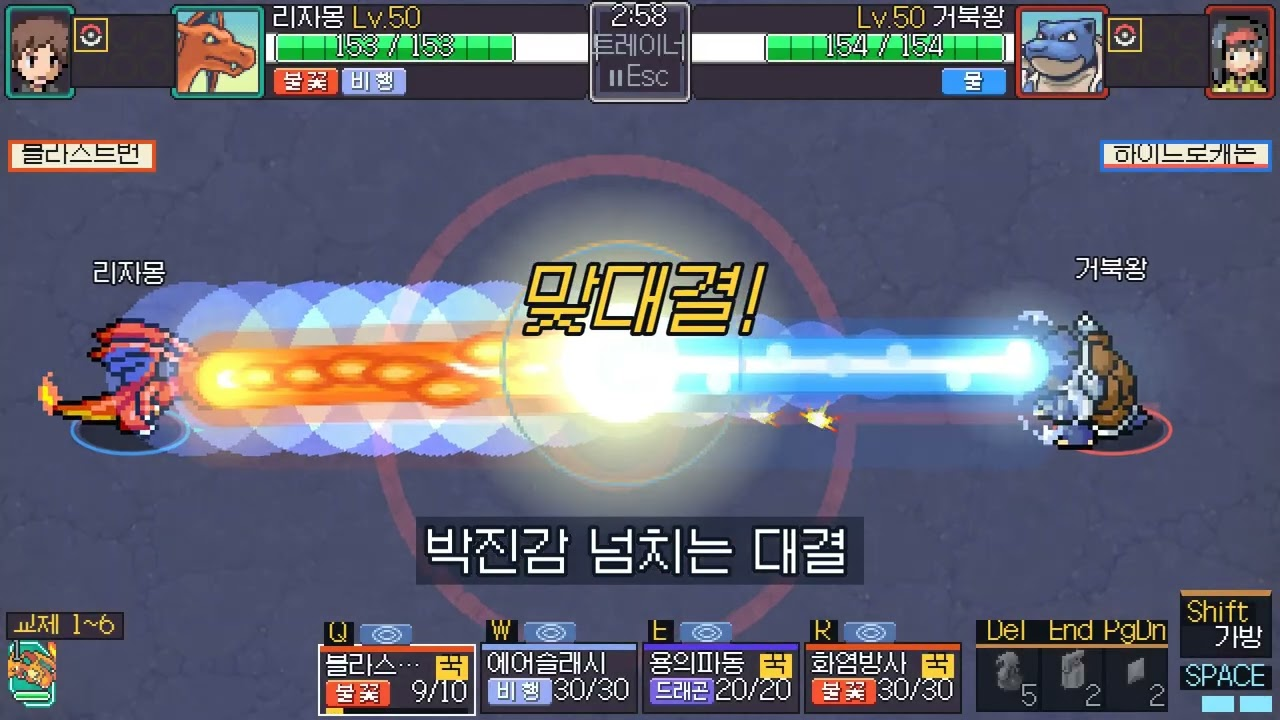 리자몽 Lv.50
2:58
Lv.50 거북왕
153 / 153
트레이너
154 / 154
불꽃 비행
Esc
물
블라스트번
하이드로캐논
맞대결!
리자몽
거북왕
박진감 넘치는 대결
교체 1~6
Q
W
E
R
Del End PgDn
Shift
가방
블라스… 꾹
에어슬래시
용의파동 꾹
화염방사 꾹
불꽃 9/10
비행 30/30
드래곤 20/20
불꽃 30/30
5
2
2
SPACE